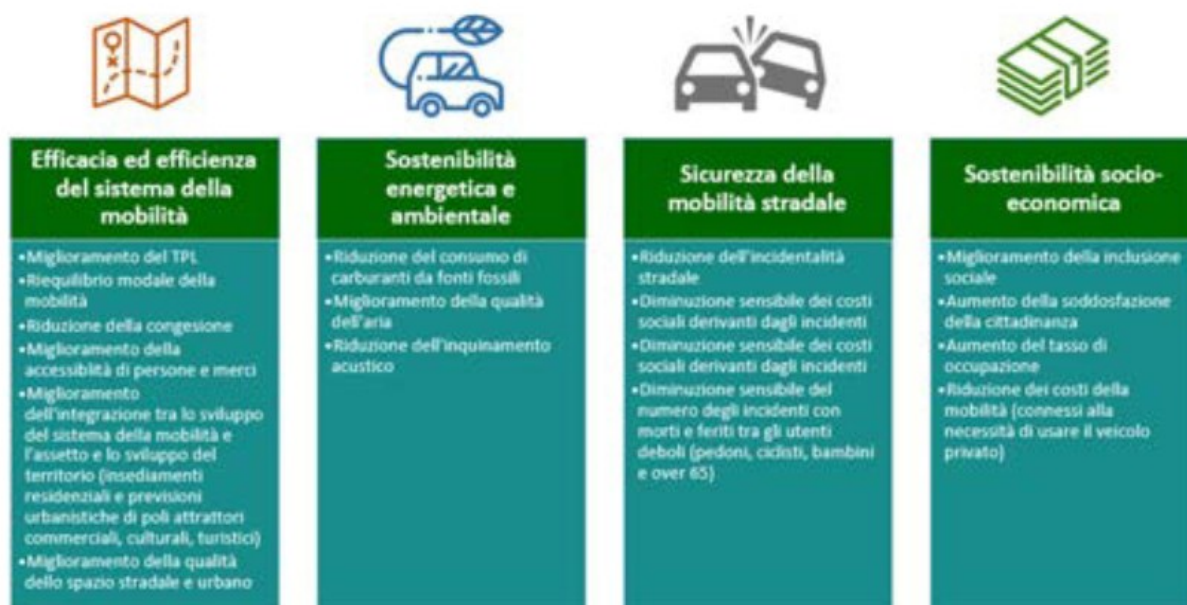 Efficacia ed efficienza
del sistema della
mobilità
•Miglioramento del TPL
•Riequilibrio modale della
mobilità
•Riduzione della congesione
•Miglioramento della
accessiblità di persone e merci
•Miglioramento
dell'integrazione tra lo sviluppo
del sistema della mobilità e
l'assetto e lo sviluppo del
territorio (insediamenti
residenziali e previsioni
urbanistiche di poli attrattori
commerciali, culturali, turistici)
•Miglioramento della qualità
dello spazio stradale e urbano
Sostenibilità
energetica e
ambientale
•Riduzione del consumo di
carburanti da fonti fossili
•Miglioramento della qualità
dell'aria
•Riduzione dell'inquinamento
acustico
Sicurezza della
mobilità stradale
•Riduzione dell'incidentalità
stradale
•Diminuzione sensibile dei costi
sociali derivanti dagli incidenti
•Diminuzione sensibile dei costi
sociali derivanti dagli incidenti
•Diminuzione sensibile del
numero degli incidenti con
morti e feriti tra gli utenti
deboli (pedoni, ciclisti, bambini
e over 65)
Sostenibilità socio-
economica
•Miglioramento della inclusione
sociale
•Aumento della soddosfazione
della cittadinanza
•Aumento del tasso di
occupazione
•Riduzione dei costi della
mobilità (connessi alla
necessità di usare il veicolo
privato)